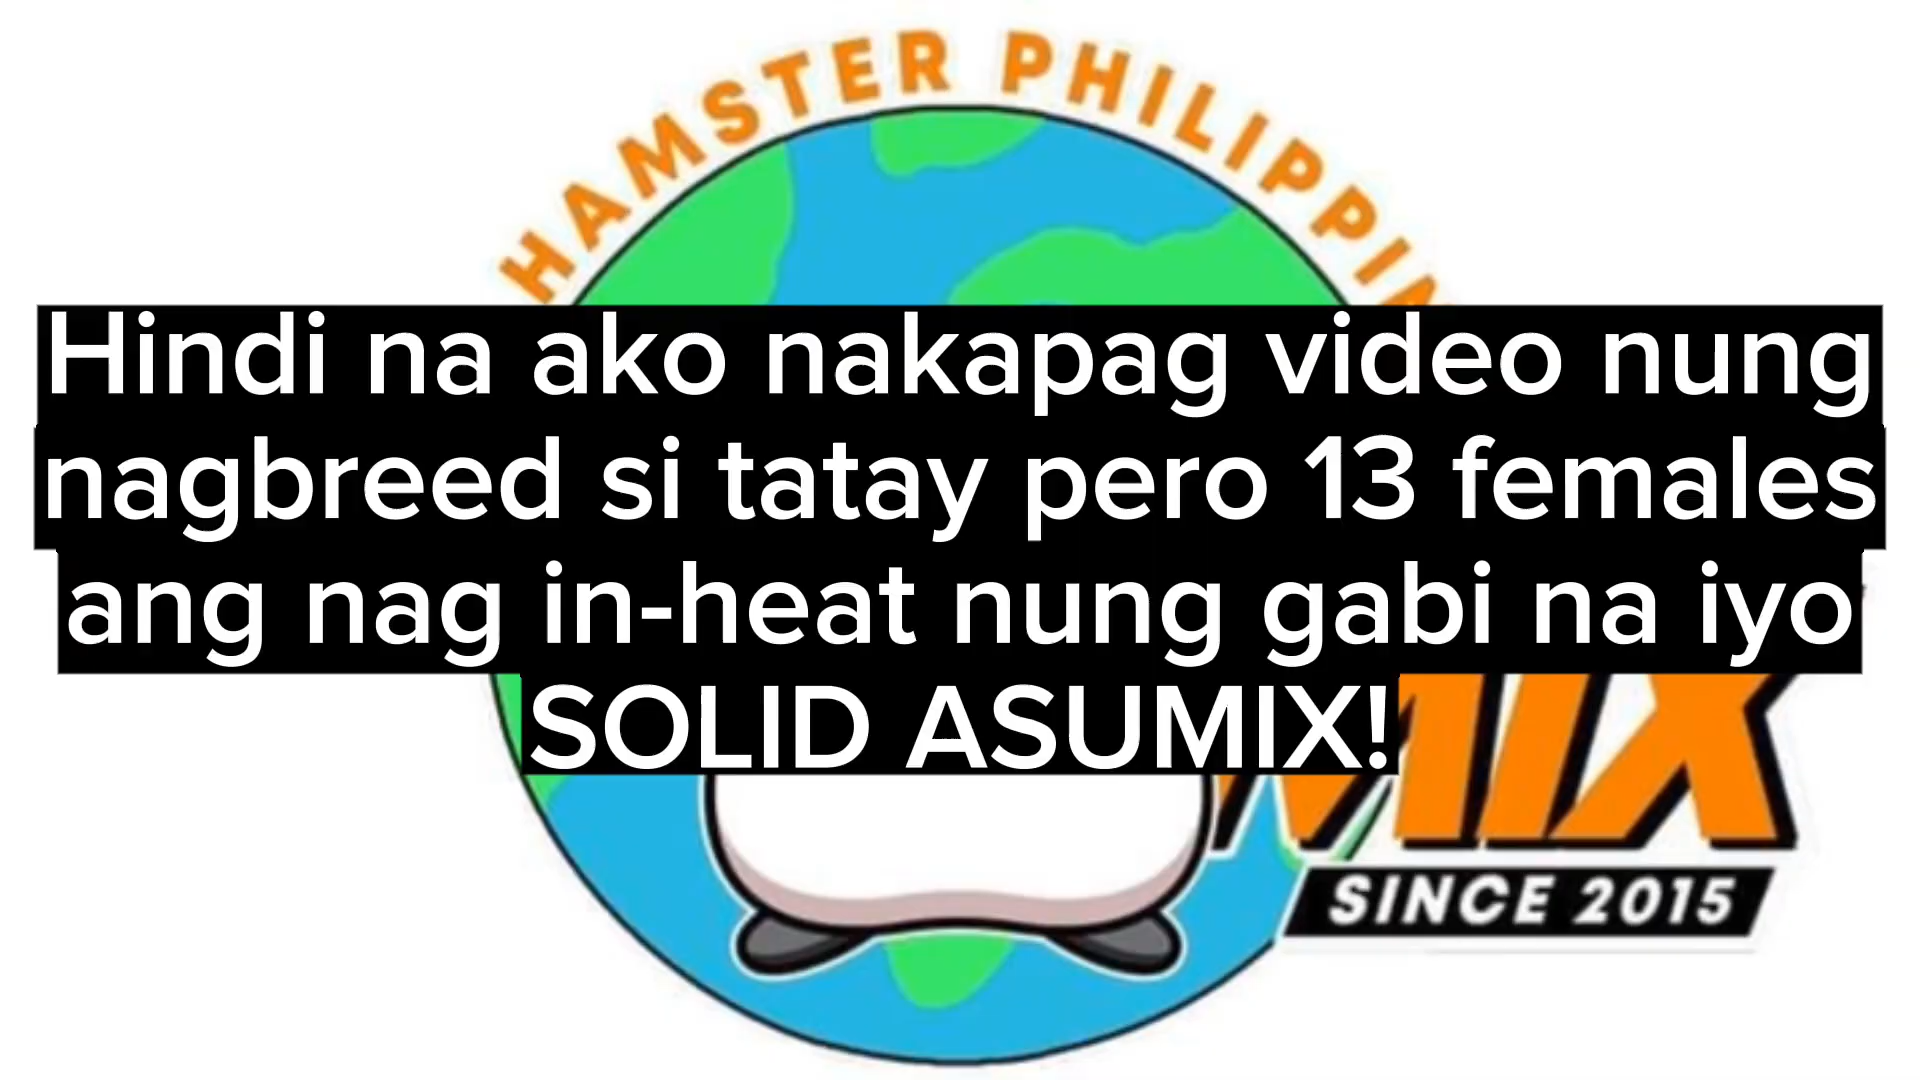 HAMSTER
Hindi na ako nakapag video nung
nagbreed si tatay pero 13 females
ang nag in-heat nung gabi na iyo
SOLID ASUMIX!
SINCE 2015